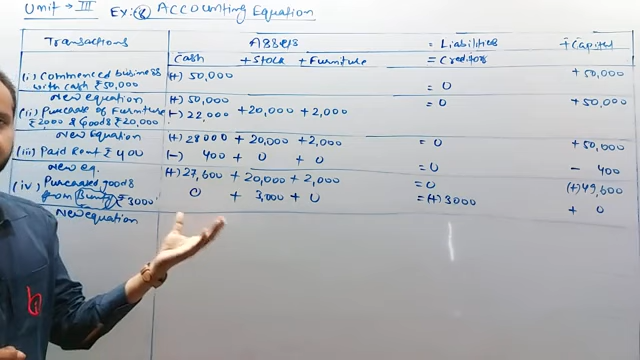 Unit - III Ex: 8 Accounting Equation
Transactions Assets = Liabilities + Capital
Cash + Stock + Furniture = Creditors
(i) Commenced business (+) 50,000 + 50,000
with cash ₹50,000 = 0
New equation (+) 50,000 = 0 + 50,000
(ii) Purchase of Furniture (-) 22,000 + 20,000 + 2,000
₹2000 & Goods ₹20,000
New Equation (+) 28000 + 20,000 + 2,000 = 0 + 50,000
(iii) Paid Rent ₹400 (-) 400 + 0 + 0 = 0 - 400
New eq. (+) 27,600 + 20,000 + 2,000 = 0 (+) 49,600
(iv) Purchased goods 0 + 3,000 + 0 = (+) 3000 + 0
from ₹3000
New equation